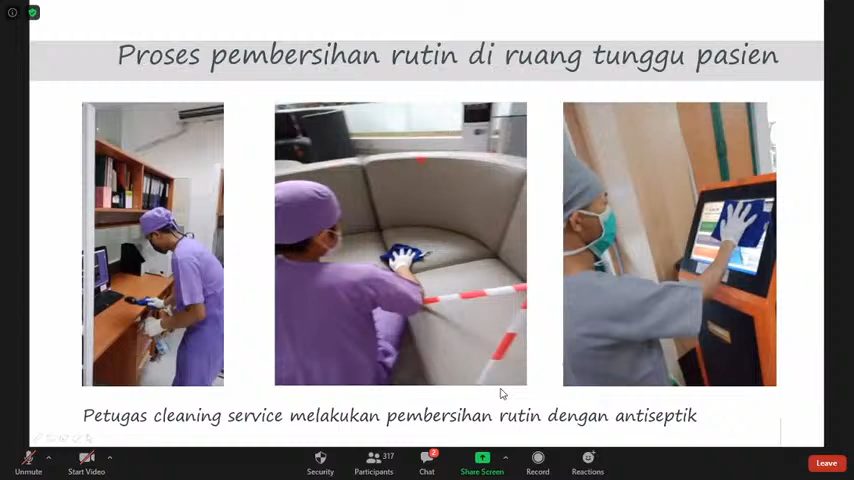 Proses pembersihan rutin di ruang tunggu pasien
Petugas cleaning service melakukan pembersihan rutin dengan antiseptik
Unmute
Start Video
Security
317
Participants
2
Chat
Share Screen
Record
Reactions
Leave